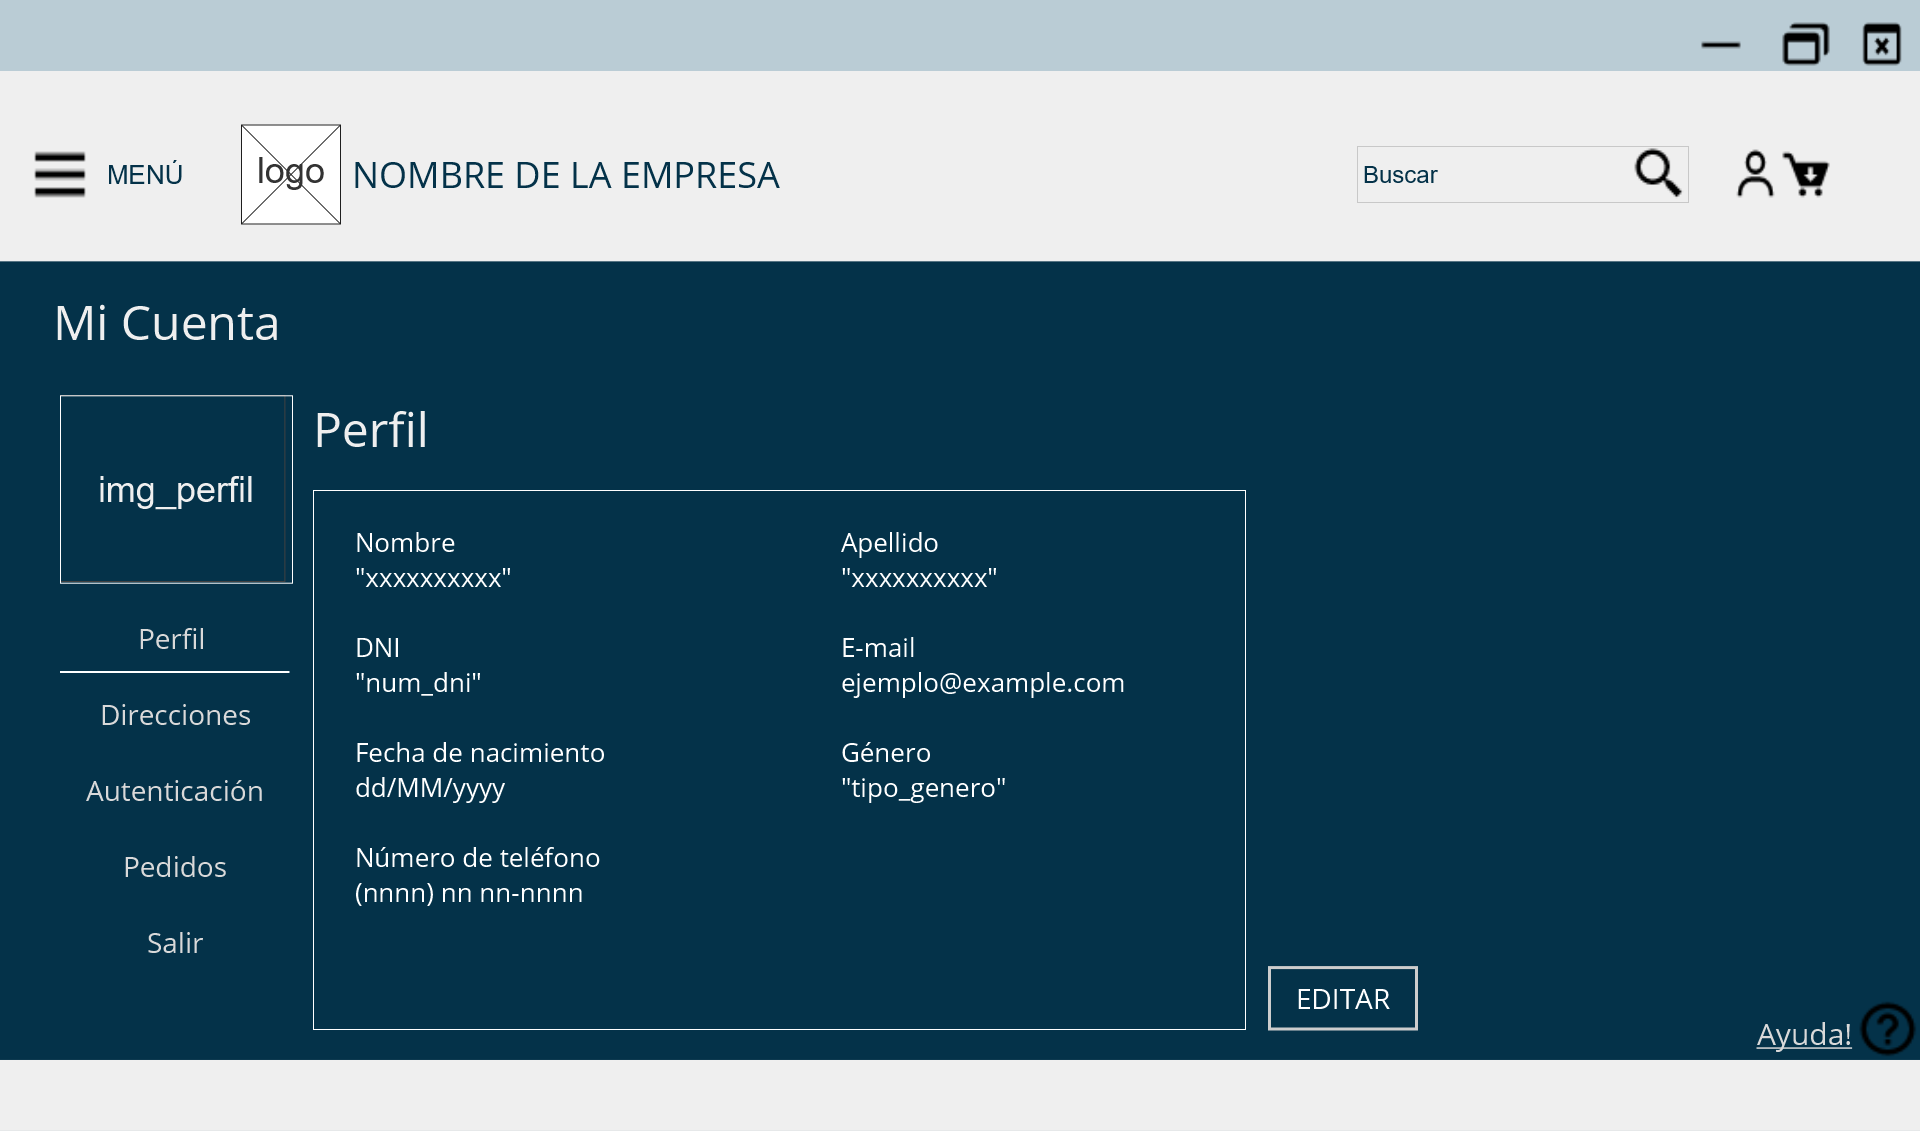 MENÚ
logo
NOMBRE DE LA EMPRESA
Buscar
Mi Cuenta
img_perfil
Perfil
Direcciones
Autenticación
Pedidos
Salir
Perfil
Nombre
"xxxxxxxxxx"
Apellido
"xxxxxxxxxx"
DNI
"num_dni"
E-mail
ejemplo@example.com
Fecha de nacimiento
dd/MM/yyyy
Género
"tipo_genero"
Número de teléfono
(nnnn) nn nn-nnnn
EDITAR
Ayuda!